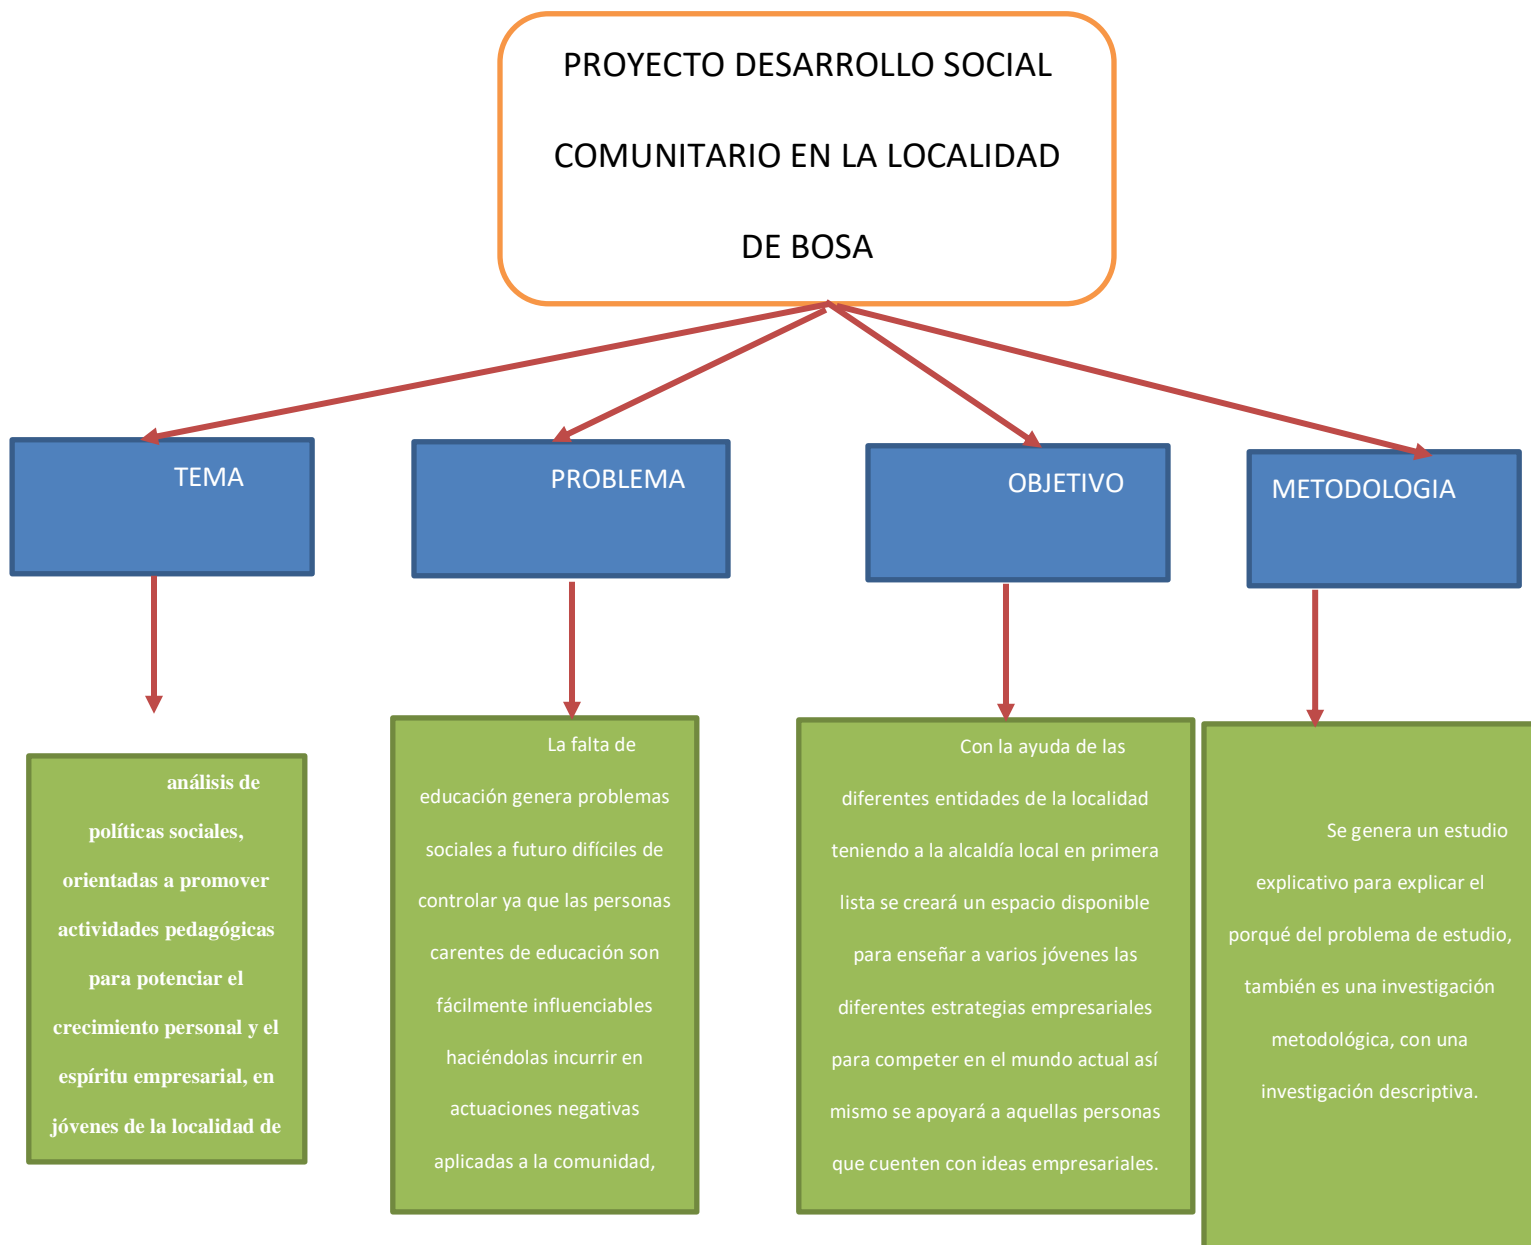 PROYECTO DESARROLLO SOCIAL
COMUNITARIO EN LA LOCALIDAD
DE BOSA
TEMA
PROBLEMA
OBJETIVO
METODOLOGIA
análisis de
políticas sociales,
orientadas a promover
actividades pedagógicas
para potenciar el
crecimiento personal y el
espíritu empresarial, en
jóvenes de la localidad de
La falta de
educación genera problemas
sociales a futuro difíciles de
controlar ya que las personas
carentes de educación son
fácilmente influenciables
haciéndolas incurrir en
actuaciones negativas
aplicadas a la comunidad,
Con la ayuda de las
diferentes entidades de la localidad
teniendo a la alcaldía local en primera
lista se creará un espacio disponible
para enseñar a varios jóvenes las
diferentes estrategias empresariales
para competer en el mundo actual así
mismo se apoyará a aquellas personas
que cuenten con ideas empresariales.
Se genera un estudio
explicativo para explicar el
porqué del problema de estudio,
también es una investigación
metodológica, con una
investigación descriptiva.